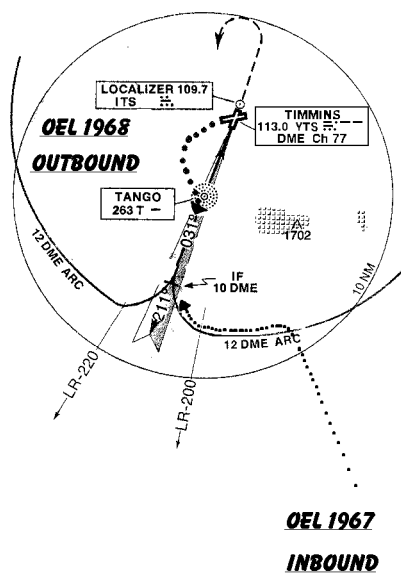 LOCALIZER 109.7
ITS
TIMMINS
113.0 YTS
DME Ch 77
OEL 1968
OUTBOUND
TANGO
263 T
031°
1702
12 DME ARC
IF
10 DME
10 NM
211°
12 DME ARC
LR-220
LR-200
OEL 1967
INBOUND